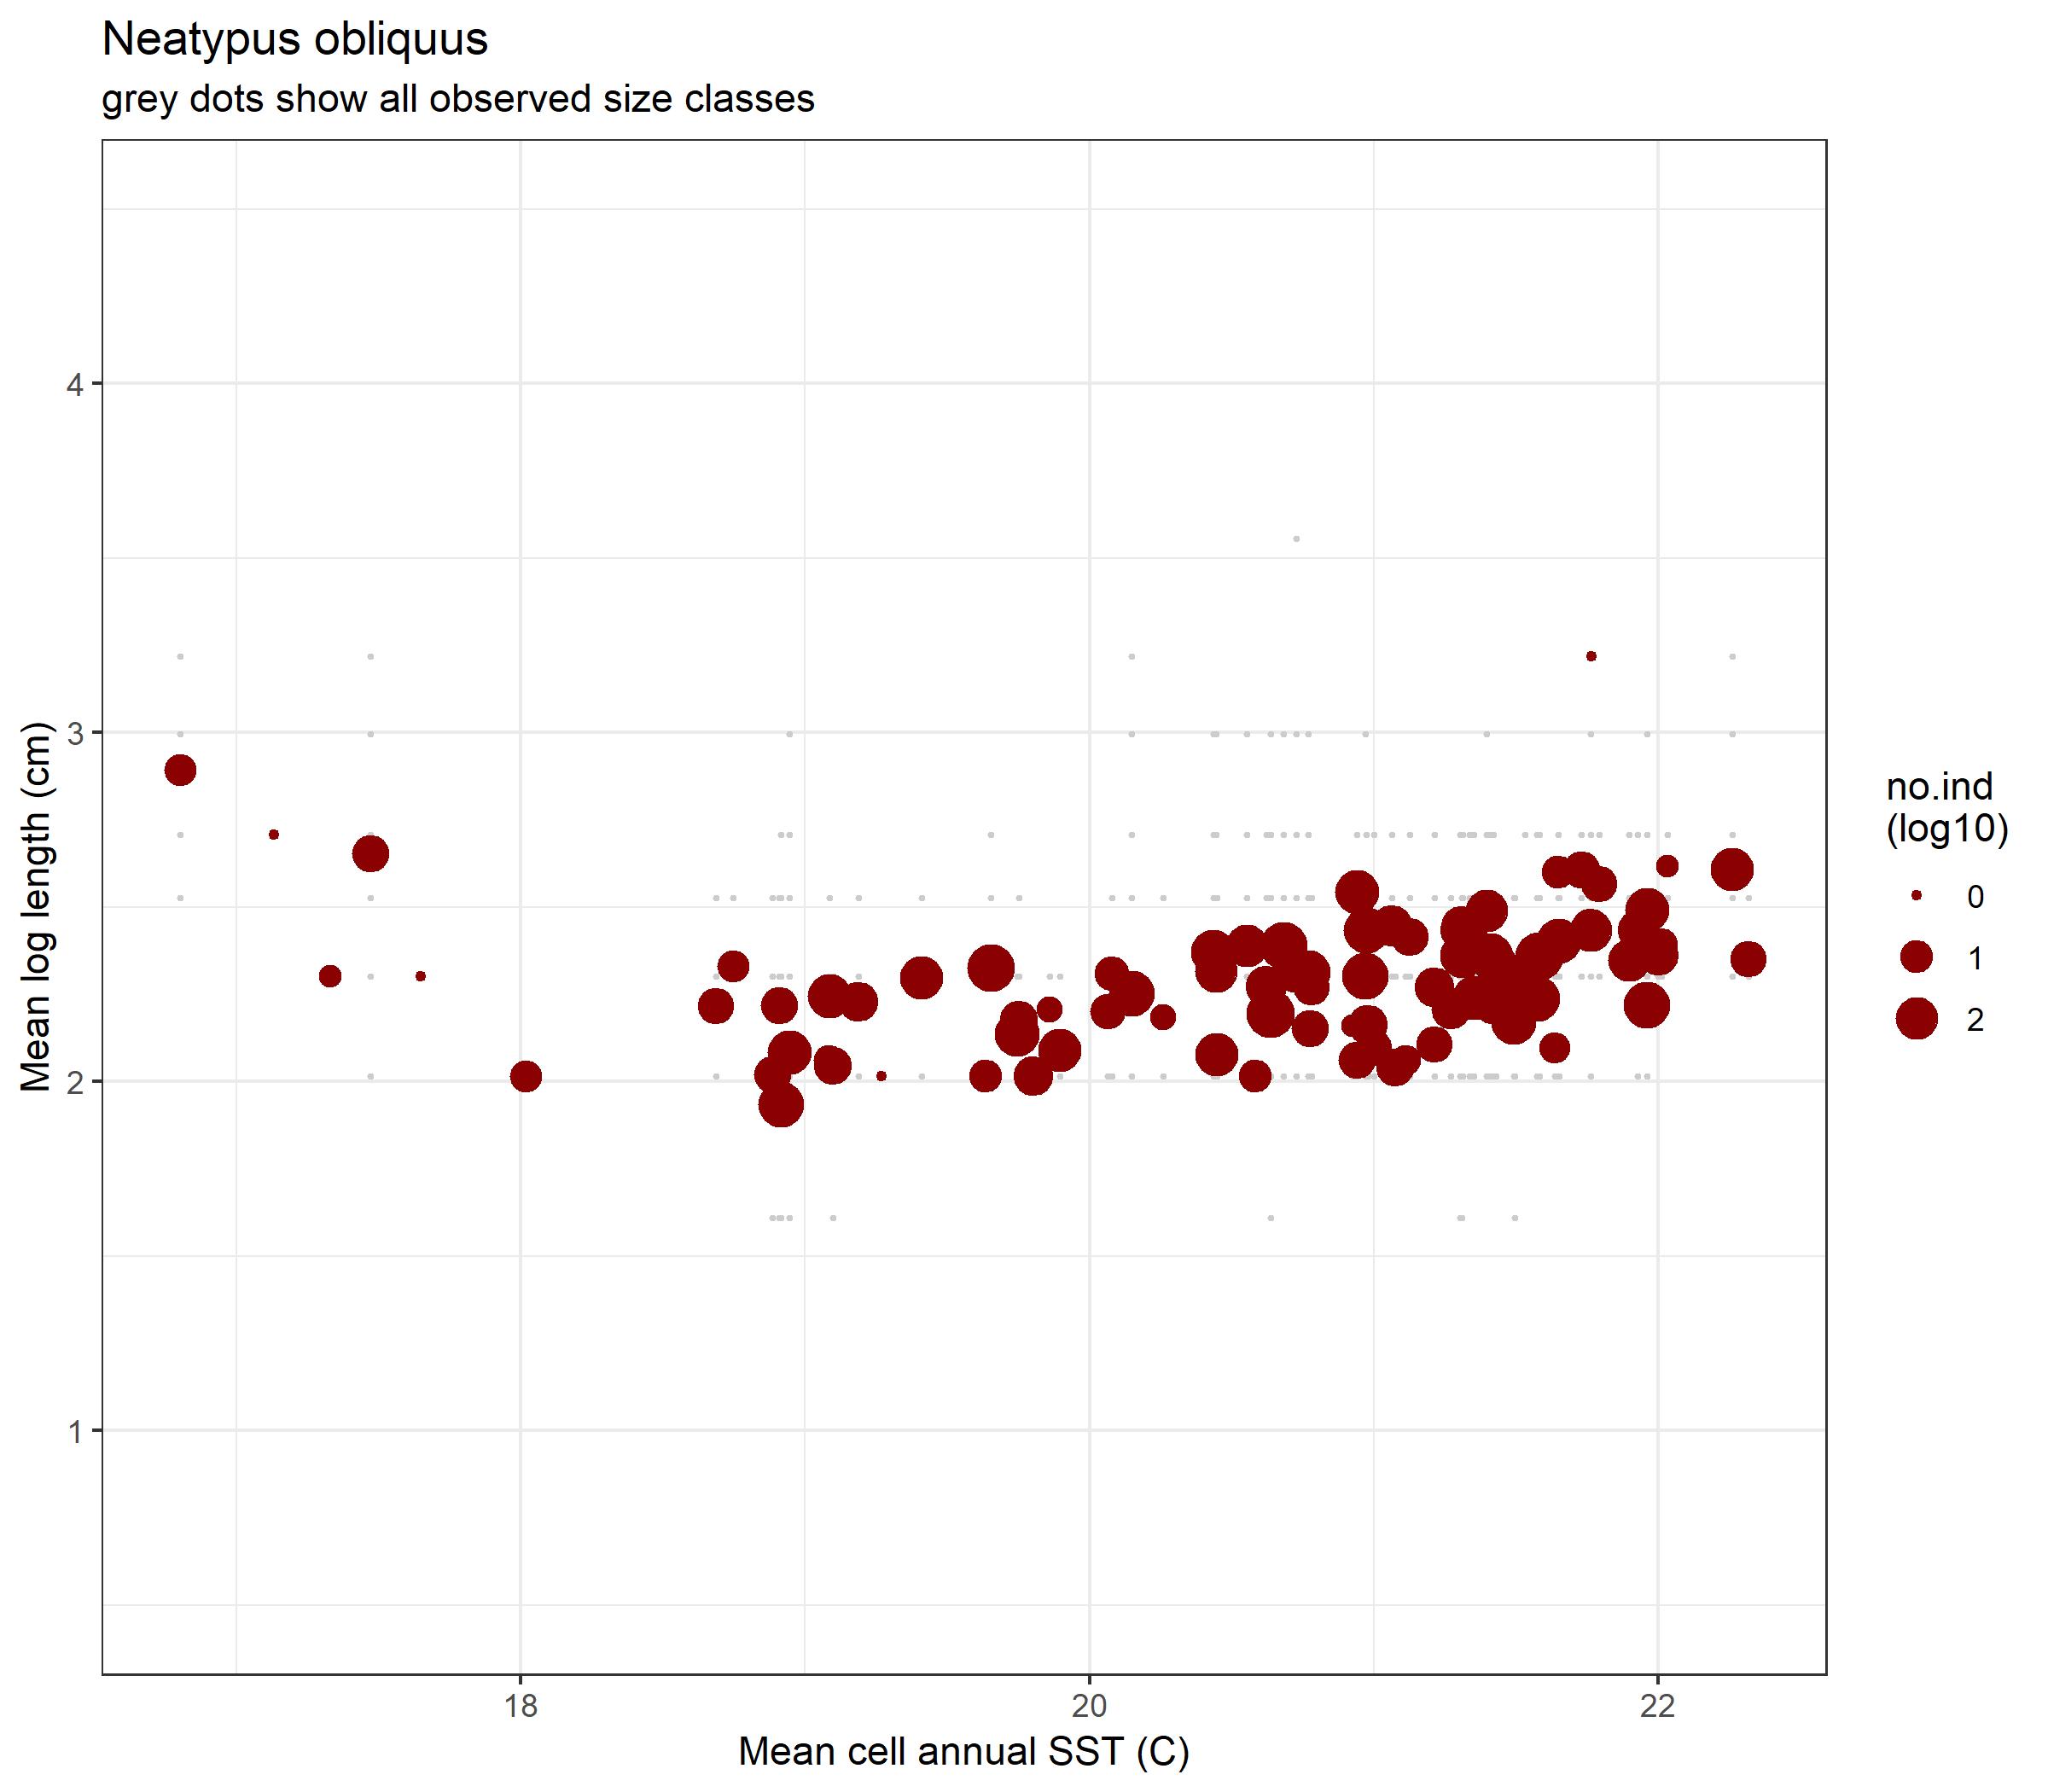 Neatypus obliquus
grey dots show all observed size classes
Mean log length (cm)
4
3
2
1
18
20
22
Mean cell annual SST (C)
no.ind
(log10)
0
1
2